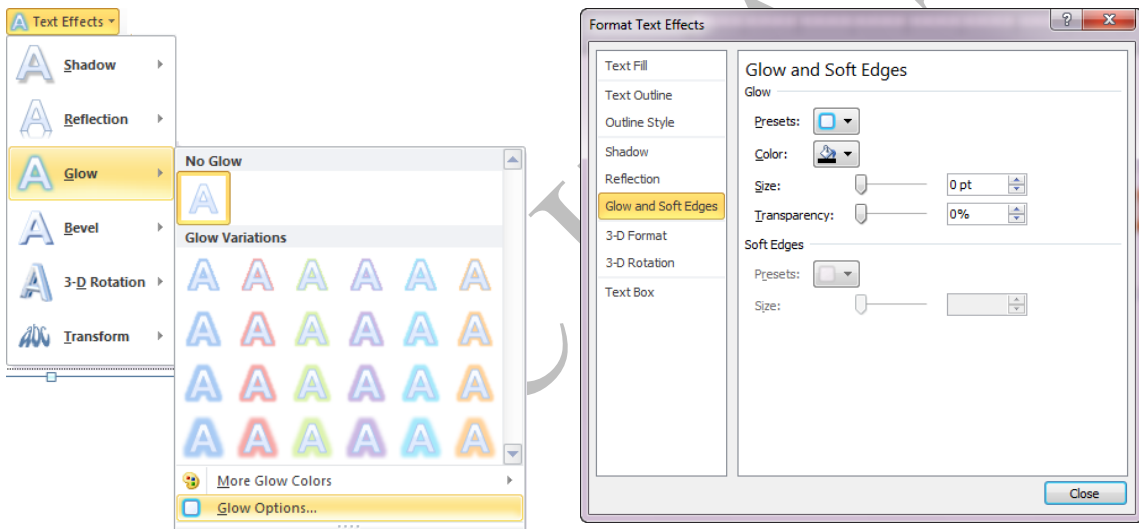 Text Effects
Shadow
Reflection
Glow
Bevel
3-D Rotation
Transform
No Glow
Glow Variations
More Glow Colors
Glow Options...
Format Text Effects
Text Fill
Text Outline
Outline Style
Shadow
Reflection
Glow and Soft Edges
3-D Format
3-D Rotation
Text Box
Glow and Soft Edges
Glow
Presets:
Color:
Size: 0 pt
Transparency: 0%
Soft Edges
Presets:
Size:
Close